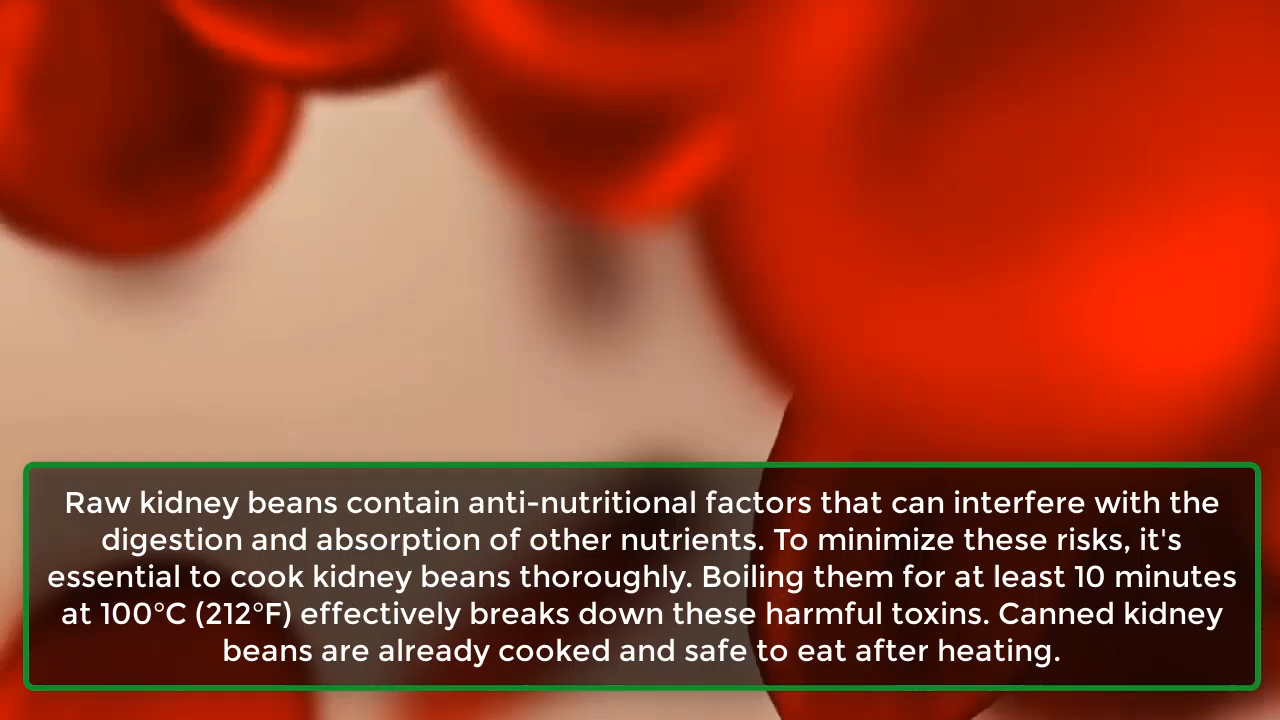 Raw kidney beans contain anti-nutritional factors that can interfere with the
digestion and absorption of other nutrients. To minimize these risks, it's
essential to cook kidney beans thoroughly. Boiling them for at least 10 minutes
at 100°C (212°F) effectively breaks down these harmful toxins. Canned kidney
beans are already cooked and safe to eat after heating.